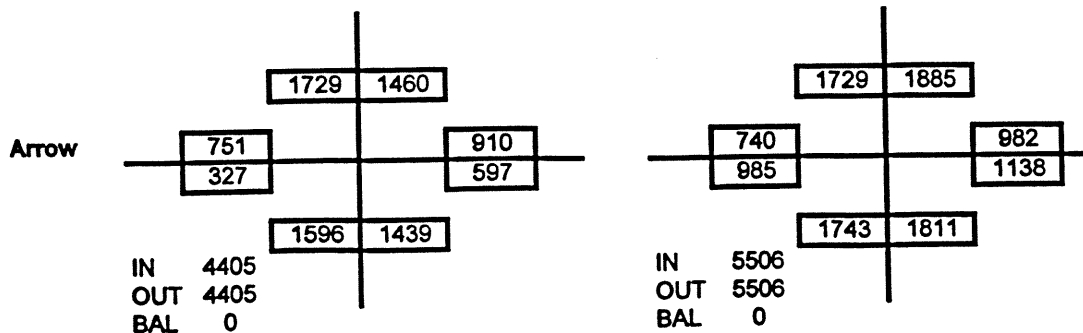 1729 1460 1729 1885
Arrow 751 910 740 982
327 597 985 1138
1596 1439 1743 1811
IN 4405 IN 5506
OUT 4405 OUT 5506
BAL 0 BAL 0